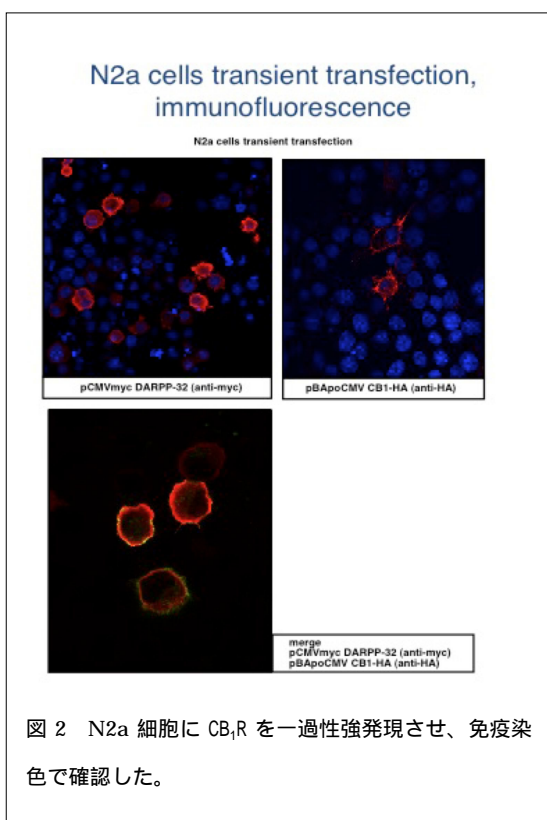 N2a cells transient transfection,
immunofluorescence
N2a cells transient transfection
pCMVmyc DARPP-32 (anti-myc)
pBApoCMV CB1-HA (anti-HA)
merge
pCMVmyc DARPP-32 (anti-myc)
pBApoCMV CB1-HA (anti-HA)
図 2 N2a 細胞に CB₁R を一過性強発現させ、免疫染
色で確認した。